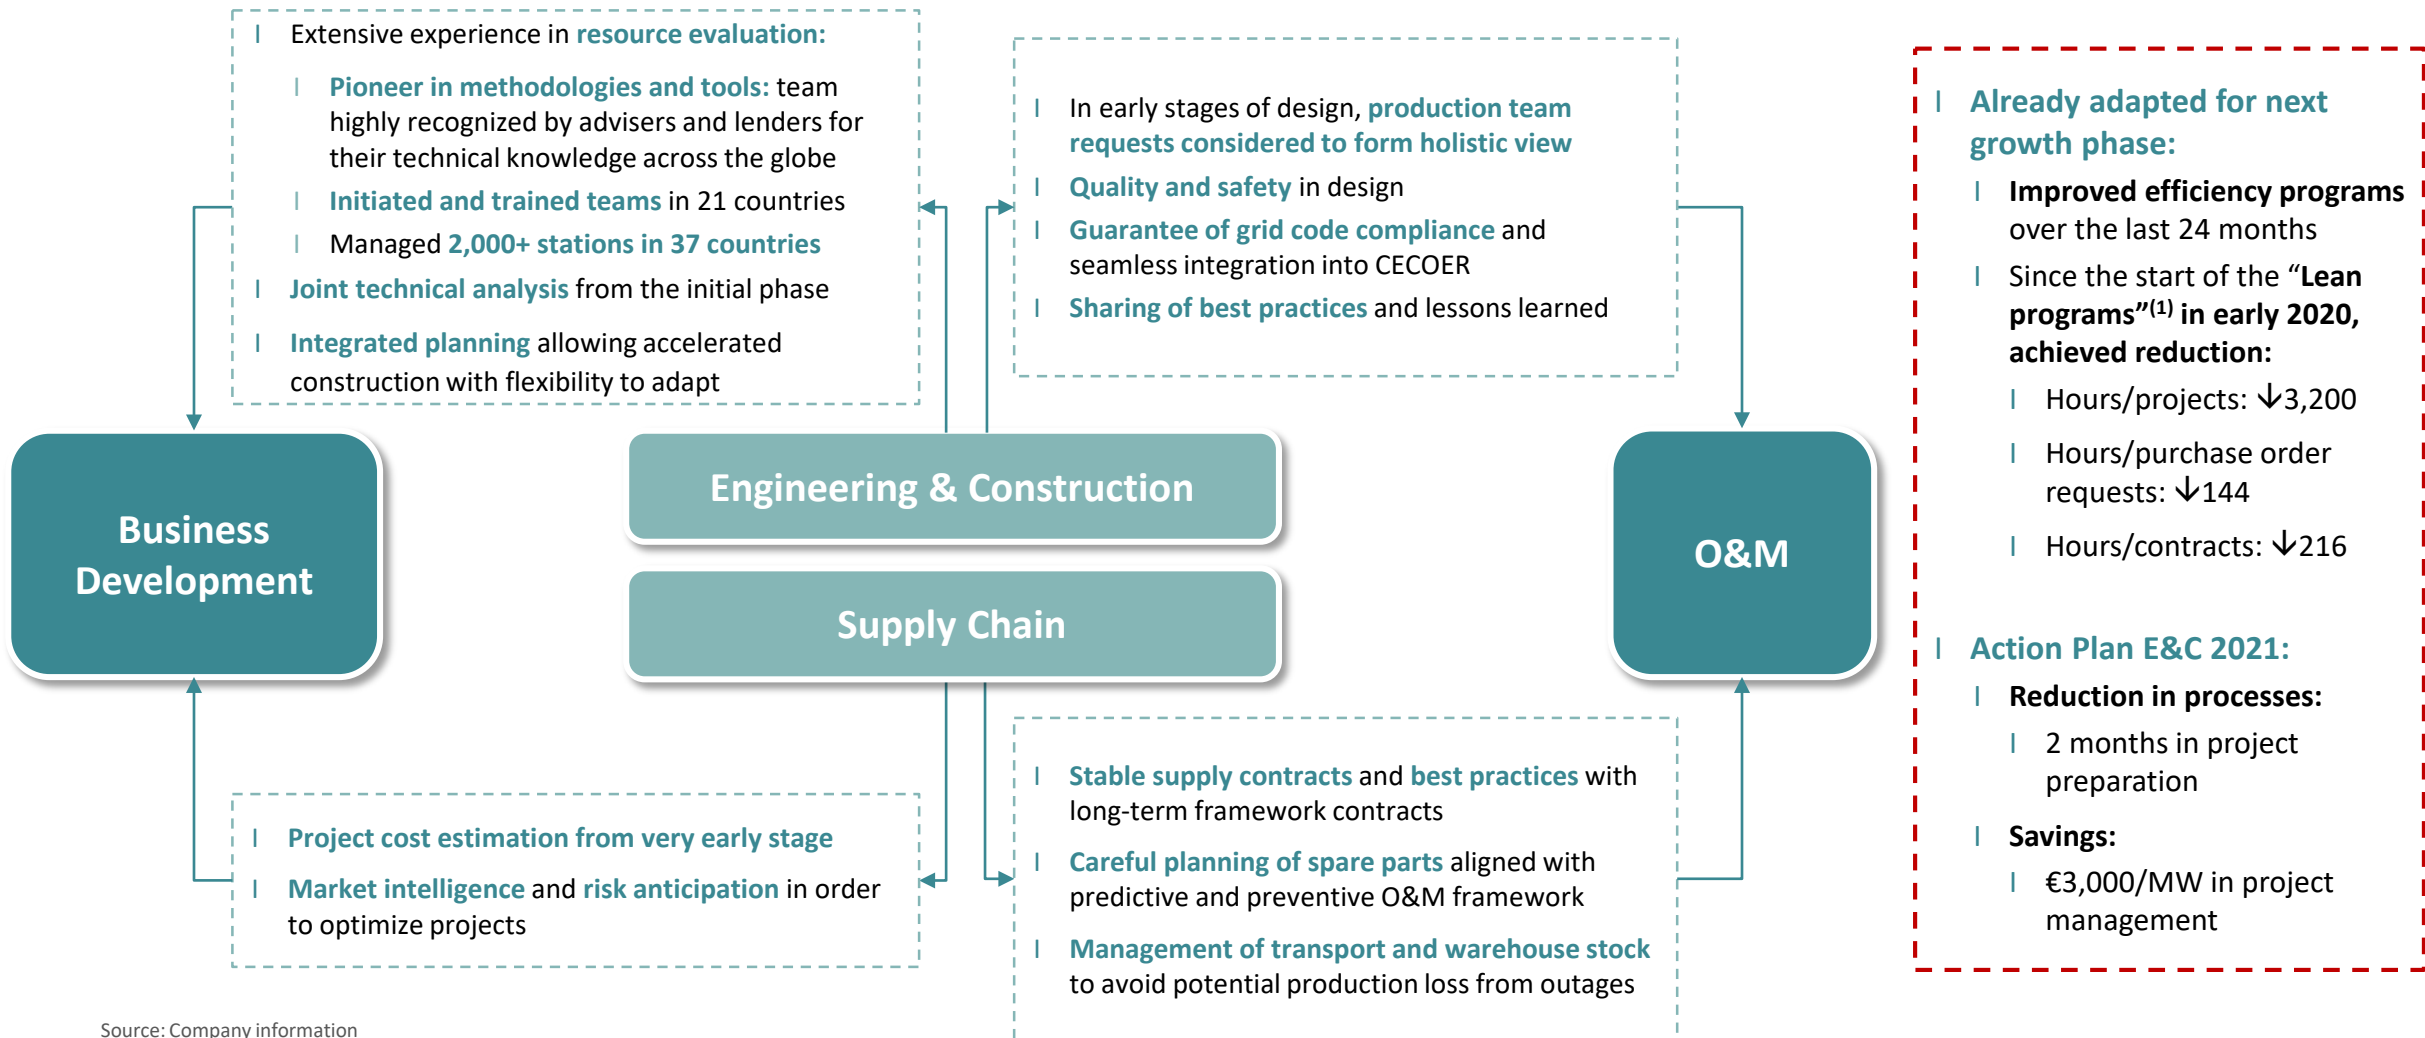 Extensive experience in resource evaluation:
Pioneer in methodologies and tools: team
highly recognized by advisers and lenders for
their technical knowledge across the globe
Initiated and trained teams in 21 countries
Managed 2,000+ stations in 37 countries
Joint technical analysis from the initial phase
Integrated planning allowing accelerated
construction with flexibility to adapt
In early stages of design, production team
requests considered to form holistic view
Quality and safety in design
Guarantee of grid code compliance and
seamless integration into CECOER
Sharing of best practices and lessons learned
Business
Development
Engineering & Construction
Supply Chain
O&M
Project cost estimation from very early stage
Market intelligence and risk anticipation in order
to optimize projects
Stable supply contracts and best practices with
long-term framework contracts
Careful planning of spare parts aligned with
predictive and preventive O&M framework
Management of transport and warehouse stock
to avoid potential production loss from outages
Already adapted for next
growth phase:
Improved efficiency programs
over the last 24 months
Since the start of the “Lean
programs”(1) in early 2020,
achieved reduction:
Hours/projects: ↓3,200
Hours/purchase order
requests: ↓144
Hours/contracts: ↓216
Action Plan E&C 2021:
Reduction in processes:
2 months in project
preparation
Savings:
€3,000/MW in project
management
Source: Company information